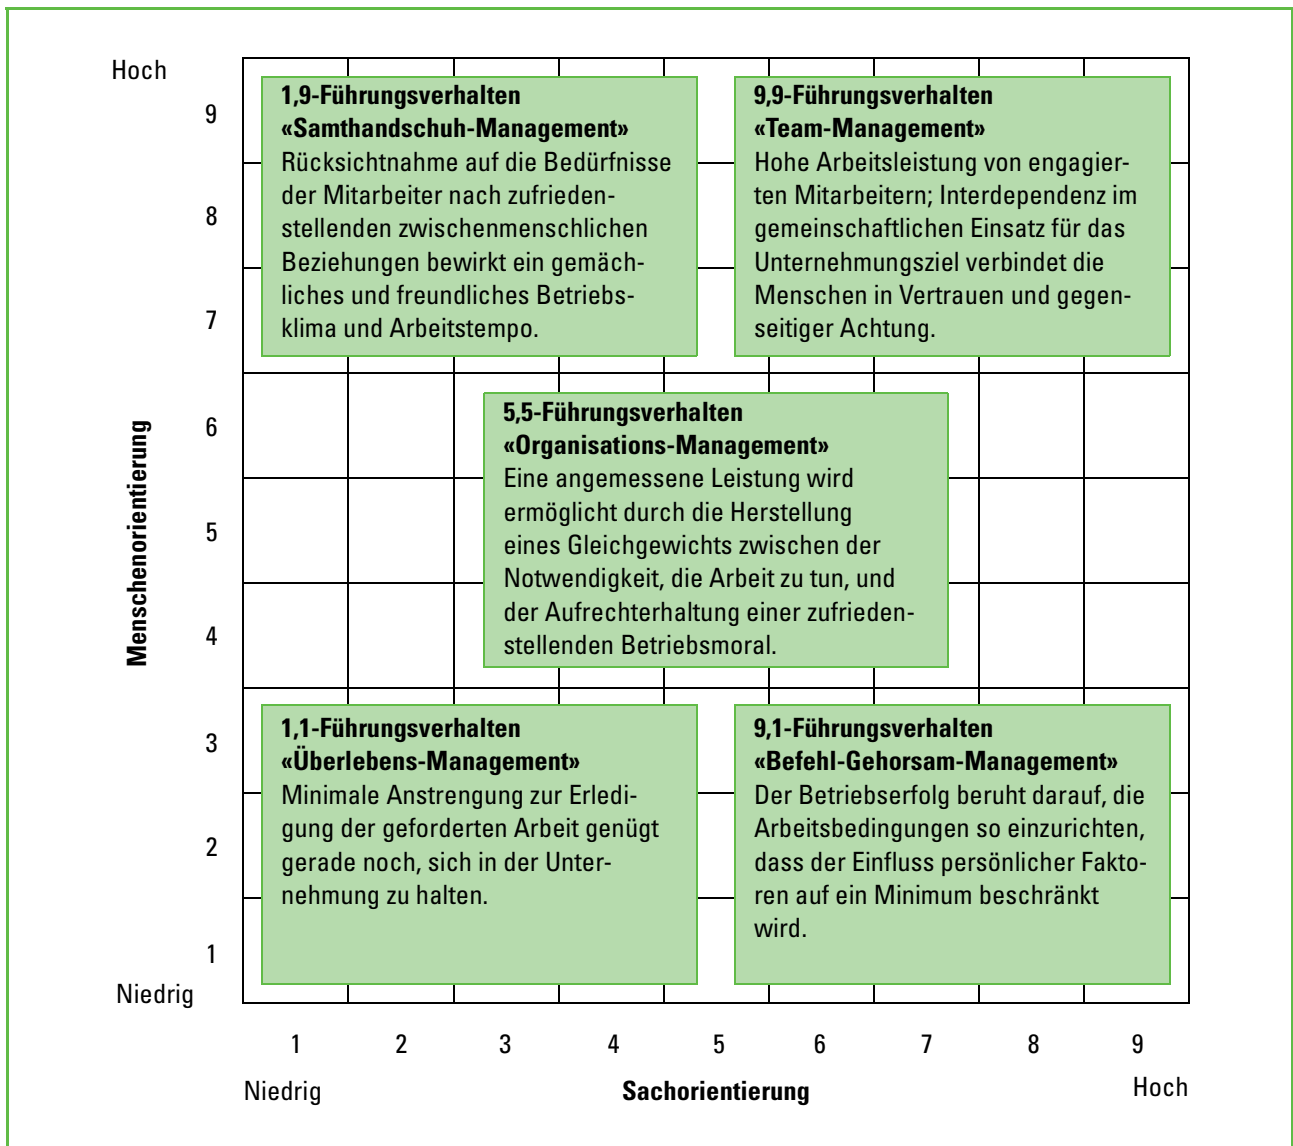 Hoch
9
8
7
6
5
4
3
2
1
Niedrig
Menschenorientierung
1,9-Führungsverhalten
«Samthandschuh-Management»
Rücksichtnahme auf die Bedürfnisse
der Mitarbeiter nach zufrieden-
stellenden zwischenmenschlichen
Beziehungen bewirkt ein gemäch-
liches und freundliches Betriebs-
klima und Arbeitstempo.
9,9-Führungsverhalten
«Team-Management»
Hohe Arbeitsleistung von engagier-
ten Mitarbeitern; Interdependenz im
gemeinschaftlichen Einsatz für das
Unternehmungsziel verbindet die
Menschen in Vertrauen und gegen-
seitiger Achtung.
5,5-Führungsverhalten
«Organisations-Management»
Eine angemessene Leistung wird
ermöglicht durch die Herstellung
eines Gleichgewichts zwischen der
Notwendigkeit, die Arbeit zu tun, und
der Aufrechterhaltung einer zufrieden-
stellenden Betriebsmoral.
1,1-Führungsverhalten
«Überlebens-Management»
Minimale Anstrengung zur Erledi-
gung der geforderten Arbeit genügt
gerade noch, sich in der Unter-
nehmung zu halten.
9,1-Führungsverhalten
«Befehl-Gehorsam-Management»
Der Betriebserfolg beruht darauf, die
Arbeitsbedingungen so einzurichten,
dass der Einfluss persönlicher Fakto-
ren auf ein Minimum beschränkt
wird.
1 2 3 4 5 6 7 8 9
Niedrig Sachorientierung Hoch